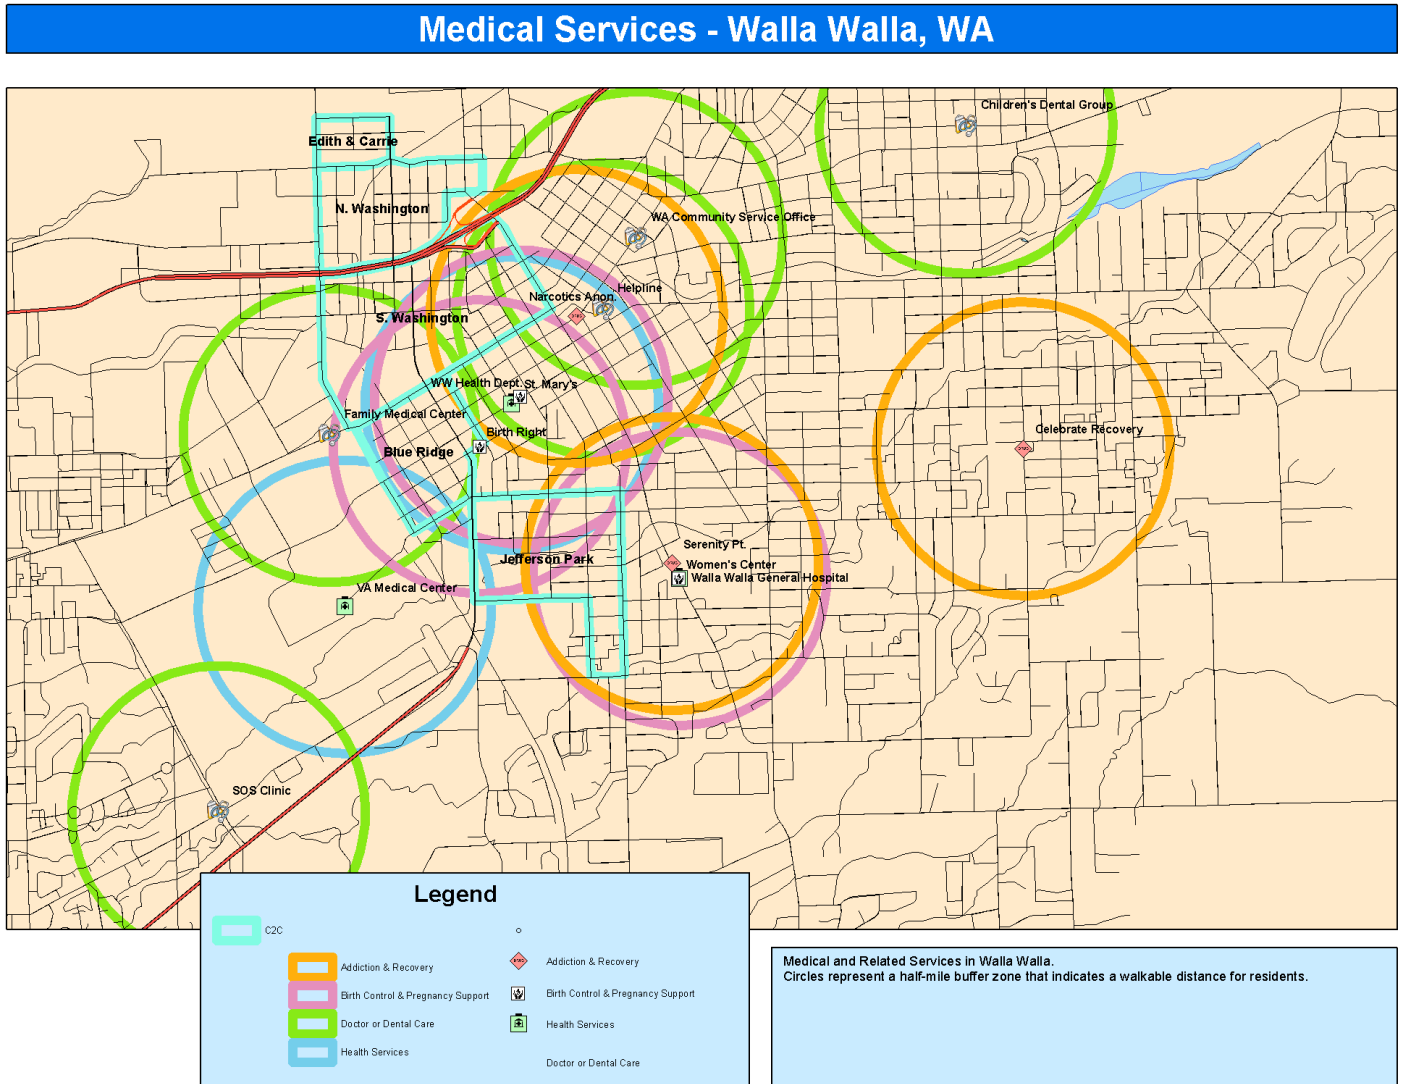 Medical Services - Walla Walla, WA
Children's Dental Group
Edith & Carrie
N. Washington
WA Community Service Office
Helpline
Narcotics Anon.
S. Washington
WW Health Dept.
St. Mary's
Family Medical Center
Birth Right
Celebrate Recovery
Blue Ridge
Serenity Pt.
Jefferson Park
Women's Center
Walla Walla General Hospital
VA Medical Center
SOS Clinic
Legend
C2C
Addiction & Recovery
Addiction & Recovery
Birth Control & Pregnancy Support
Birth Control & Pregnancy Support
Doctor or Dental Care
Health Services
Health Services
Doctor or Dental Care
Medical and Related Services in Walla Walla.
Circles represent a half-mile buffer zone that indicates a walkable distance for residents.